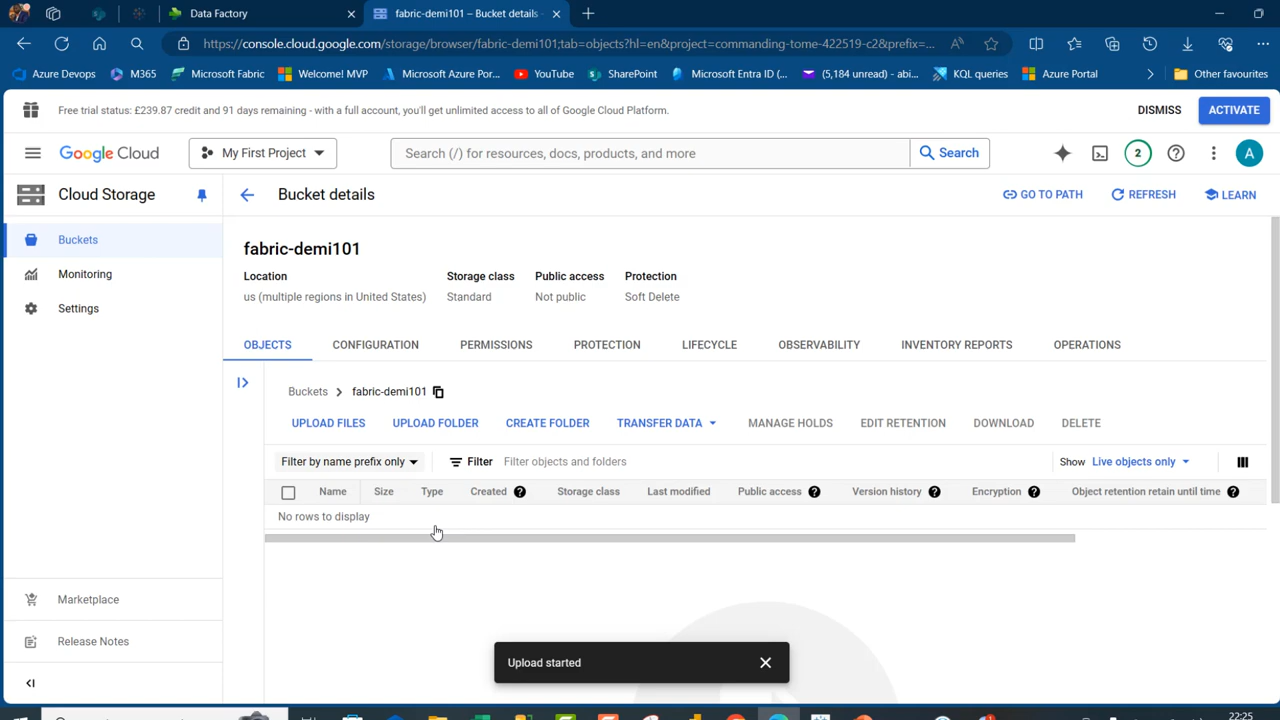 Data Factory
fabric-demi101 – Bucket details -
https://console.cloud.google.com/storage/browser/fabric-demi101;tab=objects?hl=en&project=commanding-tome-422519-c2&prefix=...
Azure Devops
M365
Microsoft Fabric
Welcome! MVP
Microsoft Azure Por...
YouTube
SharePoint
Microsoft Entra ID (...
(5,184 unread) - abi...
KQL queries
Azure Portal
Other favourites
Free trial status: £239.87 credit and 91 days remaining - with a full account, you'll get unlimited access to all of Google Cloud Platform.
DISMISS
ACTIVATE
Google Cloud
My First Project
Search (/) for resources, docs, products, and more
Search
2
A
Cloud Storage
Bucket details
GO TO PATH
REFRESH
LEARN
Buckets
Monitoring
Settings
fabric-demi101
Location
Storage class
Public access
Protection
us (multiple regions in United States)
Standard
Not public
Soft Delete
OBJECTS
CONFIGURATION
PERMISSIONS
PROTECTION
LIFECYCLE
OBSERVABILITY
INVENTORY REPORTS
OPERATIONS
Buckets
fabric-demi101
UPLOAD FILES
UPLOAD FOLDER
CREATE FOLDER
TRANSFER DATA
MANAGE HOLDS
EDIT RETENTION
DOWNLOAD
DELETE
Filter by name prefix only
Filter
Filter objects and folders
Show
Live objects only
Name
Size
Type
Created
Storage class
Last modified
Public access
Version history
Encryption
Object retention retain until time
No rows to display
Marketplace
Release Notes
Upload started
22:25